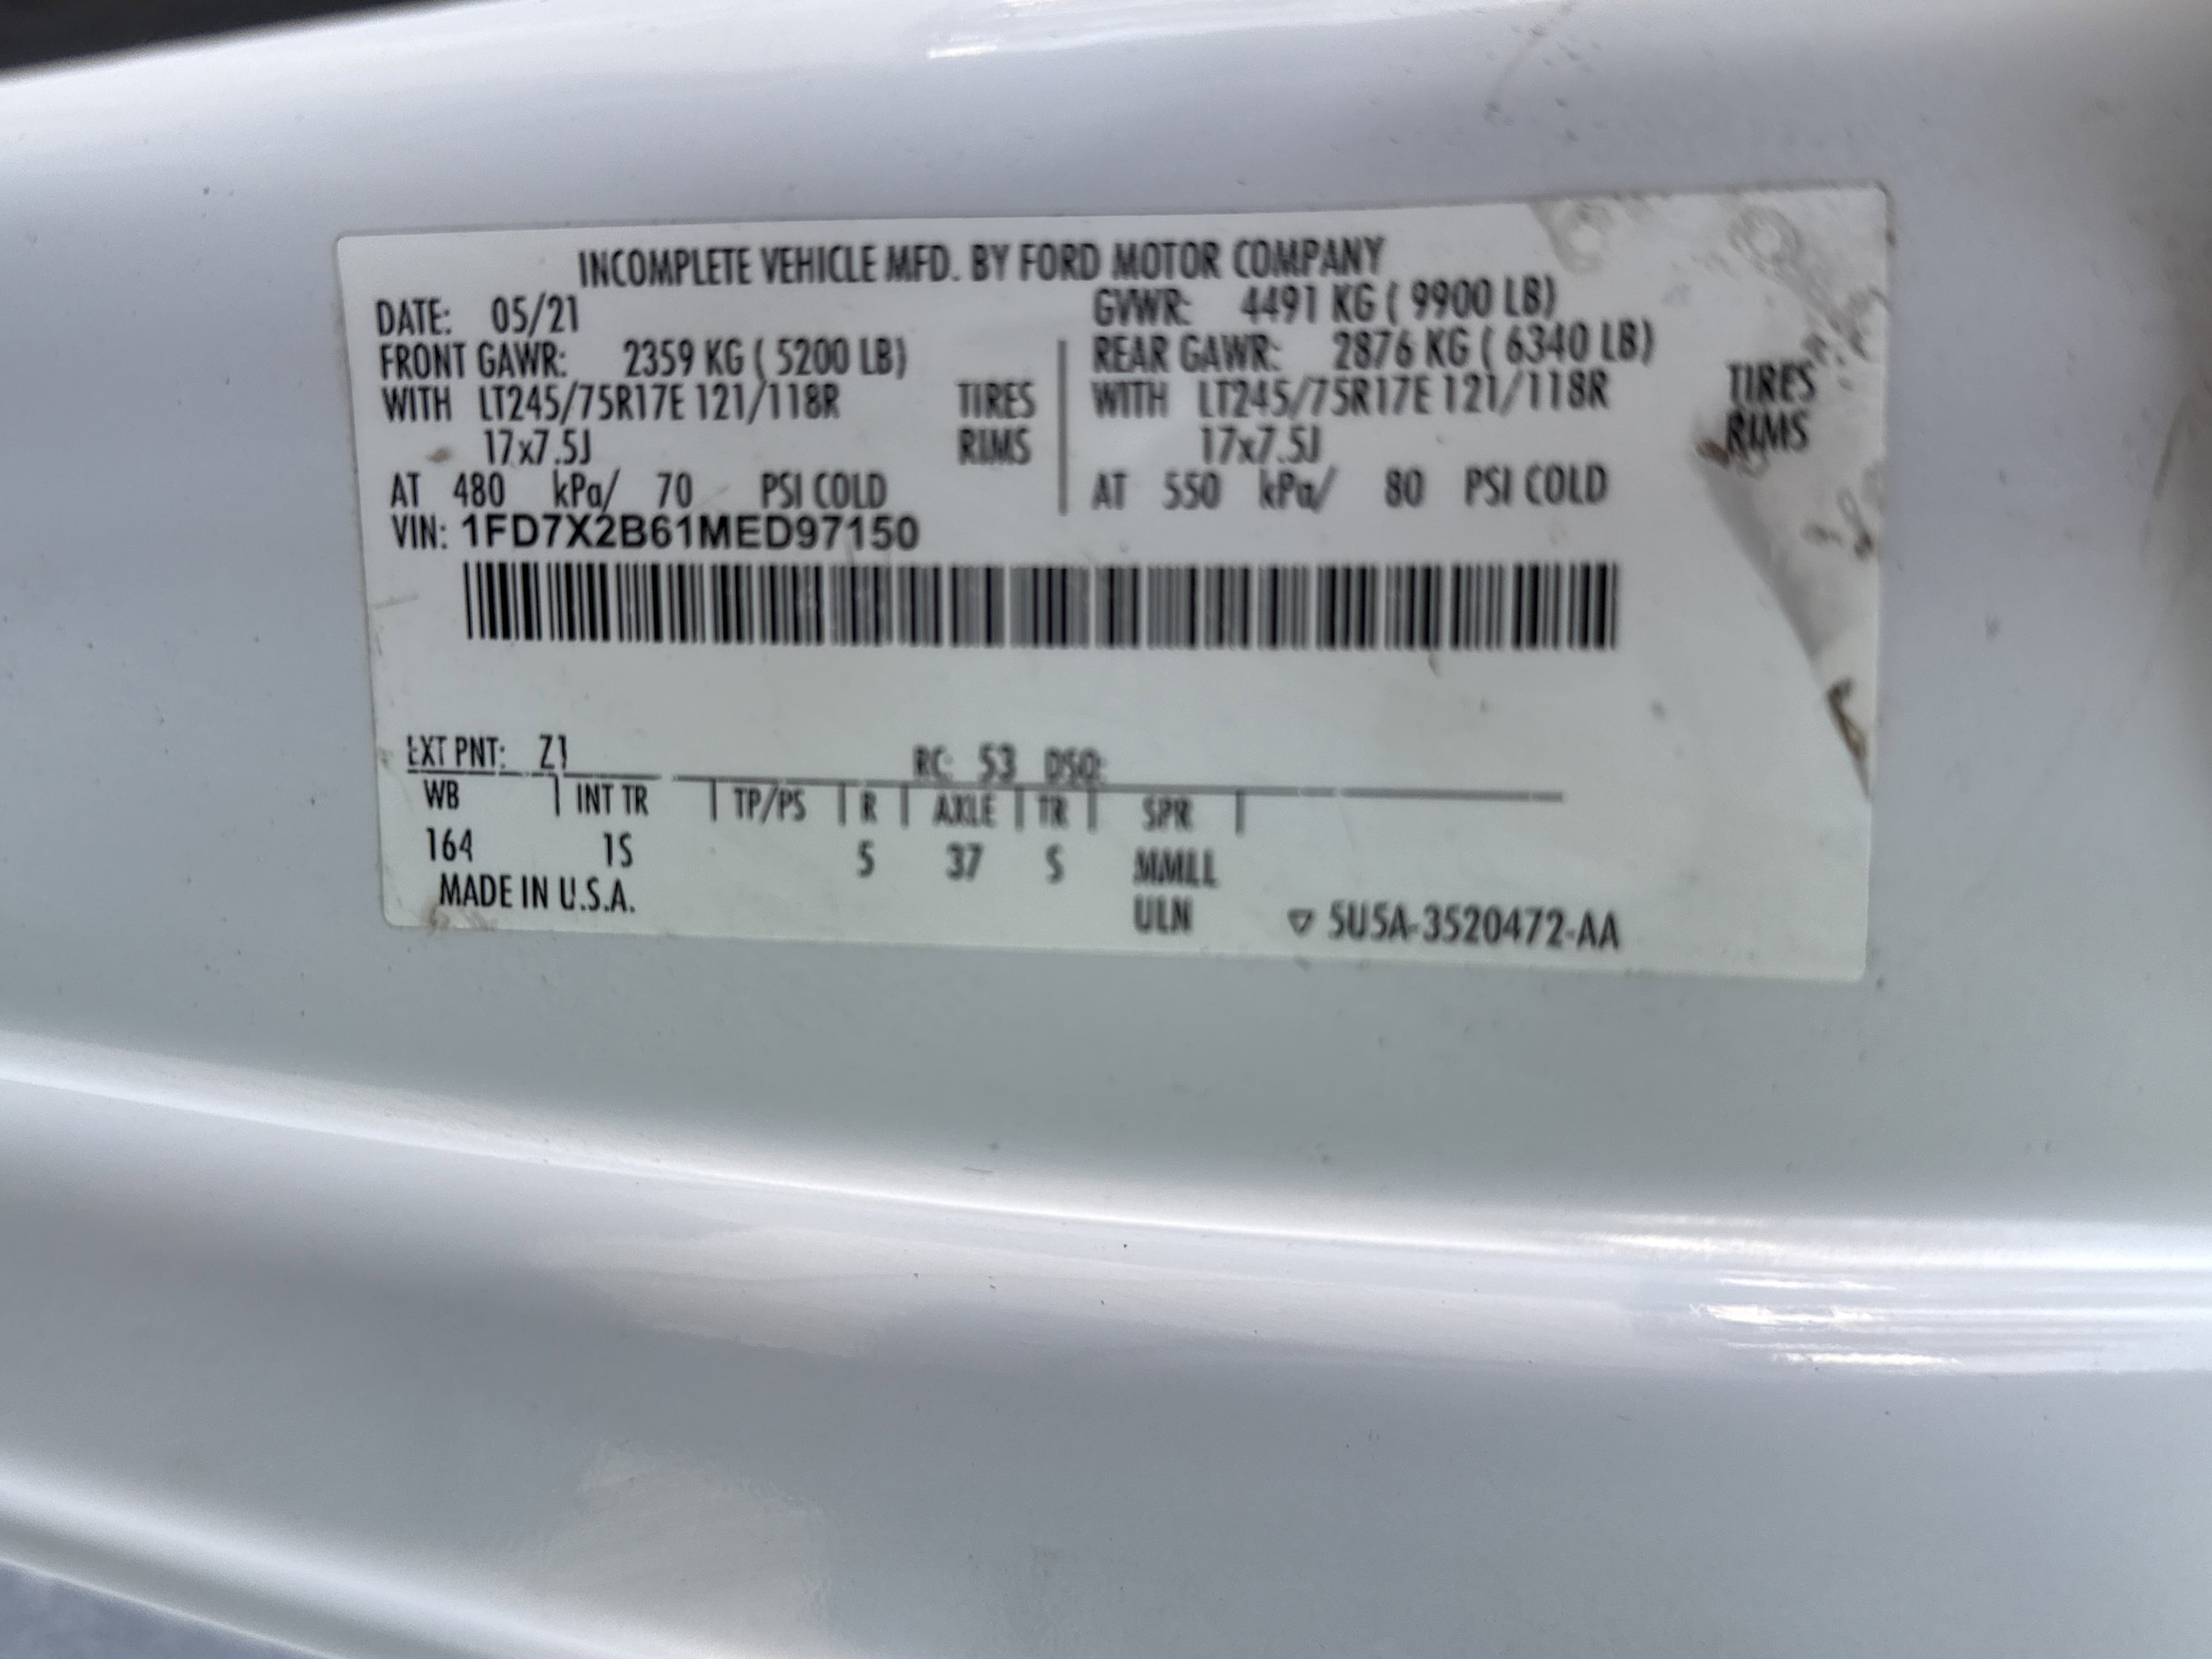 INCOMPLETE VEHICLE MFD. BY FORD MOTOR COMPANY
DATE: 05/21 GVWR: 4491 KG ( 9900 LB)
FRONT GAWR: 2359 KG ( 5200 LB) REAR GAWR: 2876 KG ( 6340 LB)
WITH LT245/75R17E 121/118R TIRES WITH LT245/75R17E 121/118R TIRES
17x7.5J RIMS 17x7.5J RIMS
AT 480 kPa/ 70 PSI COLD AT 550 kPa/ 80 PSI COLD
VIN: 1FD7X2B61MED97150
EXT PNT: Z1 RC: 53 DSO:
WB | INT TR | TP/PS | R | AXLE | TR | SPR |
164 1S 5 37 S MMLL
MADE IN U.S.A. ULN ▽ 5U5A-3520472-AA